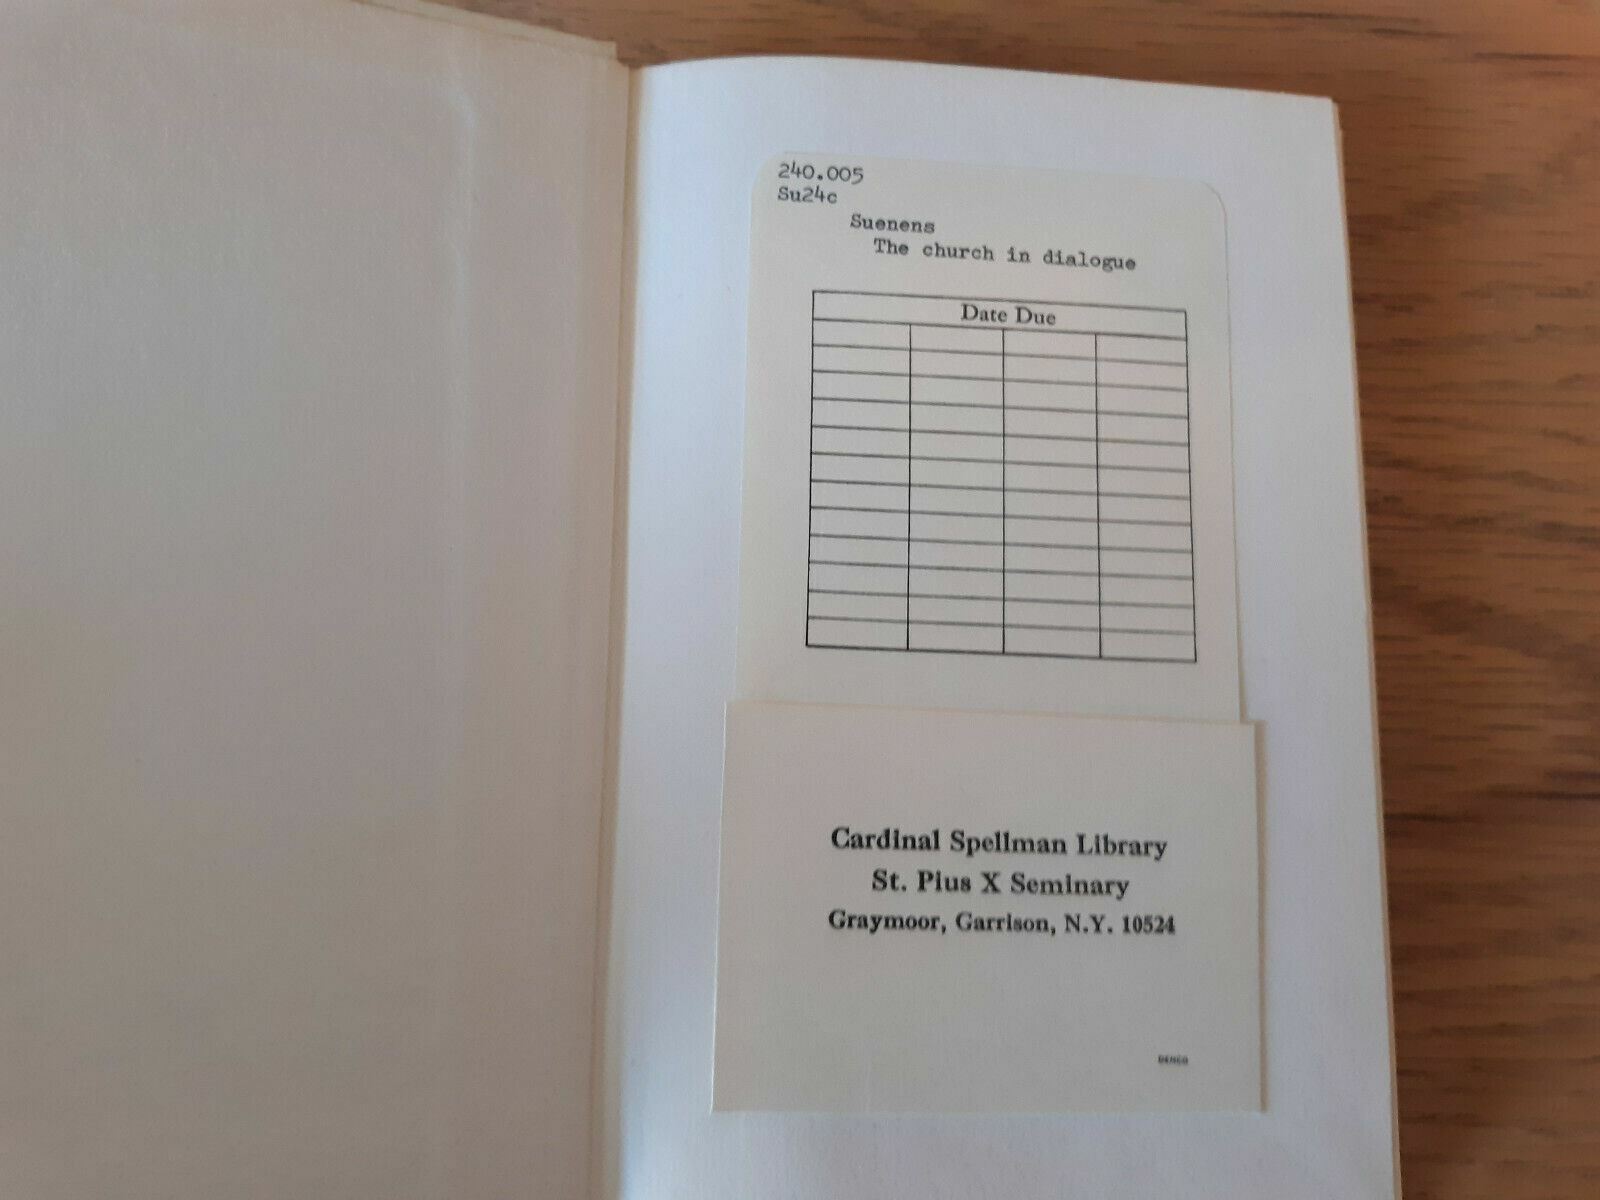 240.005
Su24c
Suenens
The church in dialogue
Date Due
Cardinal Spellman Library
St. Pius X Seminary
Graymoor, Garrison, N.Y. 10524
DEMCO